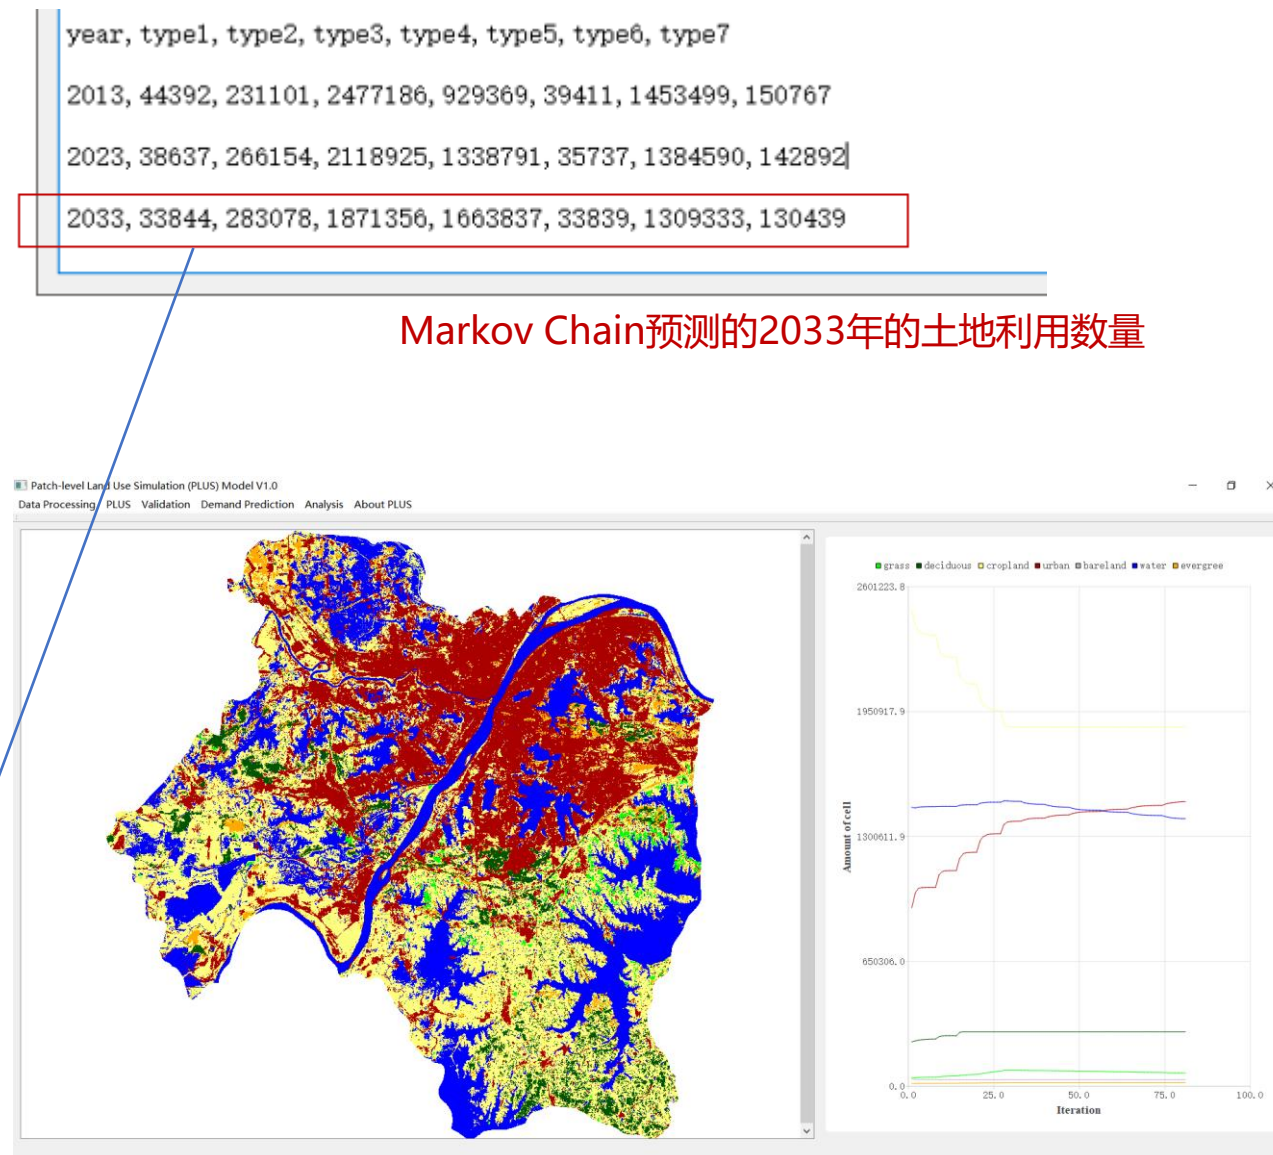 year, type1, type2, type3, type4, type5, type6, type7
2013, 44392, 231101, 2477186, 929369, 39411, 1453499, 150767
2023, 38637, 266154, 2118925, 1338791, 35737, 1384590, 142892
2033, 33844, 283078, 1871356, 1663837, 33839, 1309333, 130439
Markov Chain预测的2033年的土地利用数量
Patch-level Land Use Simulation (PLUS) Model V1.0
Data Processing PLUS Validation Demand Prediction Analysis About PLUS
grass deciduous cropland urban bareland water evergree
2601223.8
1950917.9
1300611.9
650306.0
0.0
Amount of cell
0.0 25.0 50.0 75.0 100.0
Iteration